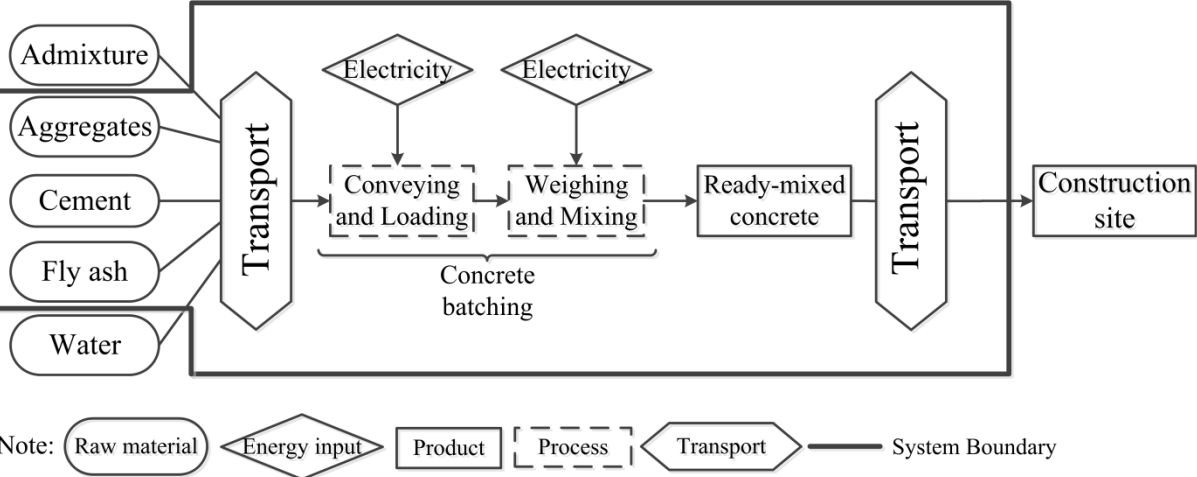 Admixture
Aggregates
Cement
Fly ash
Water
Transport
Electricity
Electricity
Conveying
and Loading
Weighing
and Mixing
Concrete
batching
Ready-mixed
concrete
Transport
Construction
site
Note:
Raw material
Energy input
Product
Process
Transport
System Boundary